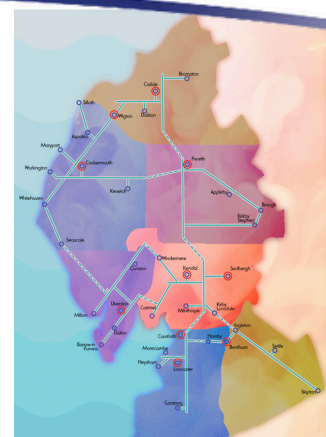 Carlisle
Brampton
Silloth
Wigton
Dalston
Aspatria
Maryport
Cockermouth
Penrith
Workington
Keswick
Appleby
Whitehaven
Brough
Kirkby
Stephen
Seascale
Windermere
Coniston
Kendal
Sedbergh
Ulverston
Millom
Cartmel
Milnthorpe
Kirby
Lonsdale
Dalton
Ingleton
Barrow-in
Furness
Carnforth
Hornby
Settle
Morecambe
Bentham
Heysham
Lancaster
Skipton
Garstang